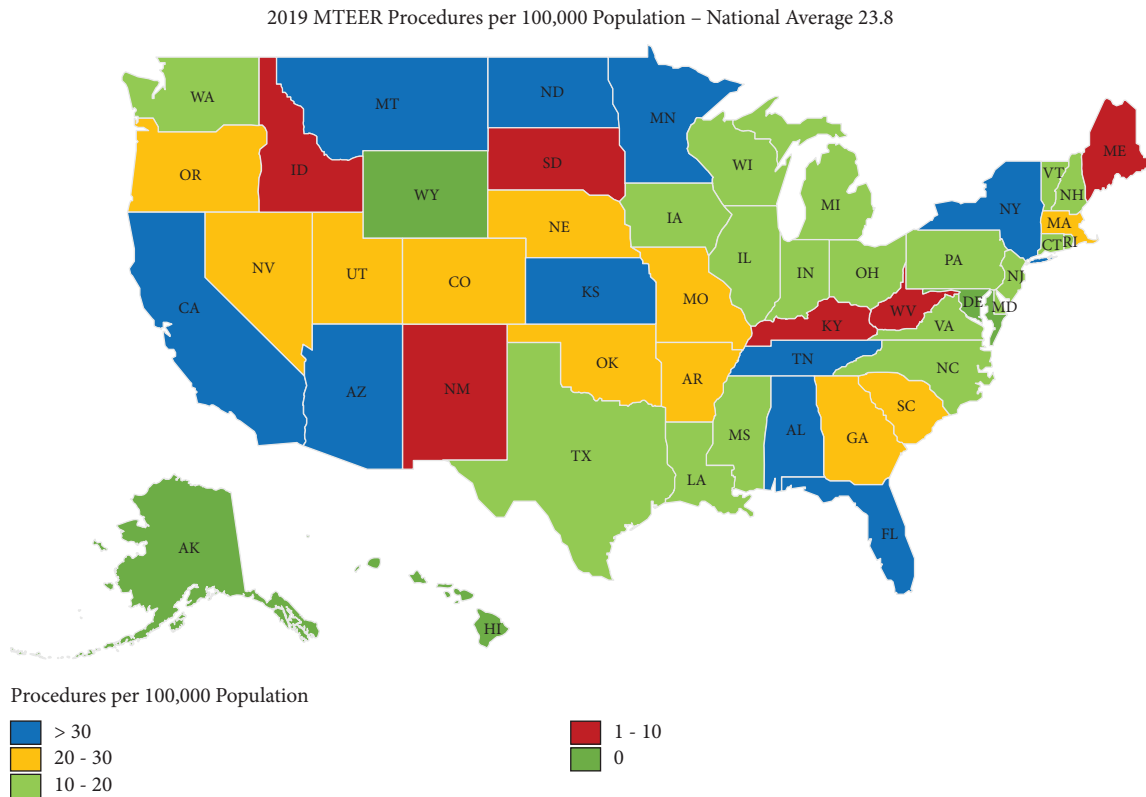 2019 MTEER Procedures per 100,000 Population – National Average 23.8
WA
MT
ND
MN
ME
OR
ID
SD
WI
VT
NH
WY
MI
NY
MA
IA
CT
RI
NE
NV
UT
CO
IL
IN
OH
PA
NJ
CA
KS
MO
DE
MD
WV
VA
KY
TN
NC
AZ
NM
OK
AR
SC
MS
AL
GA
TX
LA
FL
AK
HI
Procedures per 100,000 Population
> 30
20 - 30
10 - 20
1 - 10
0